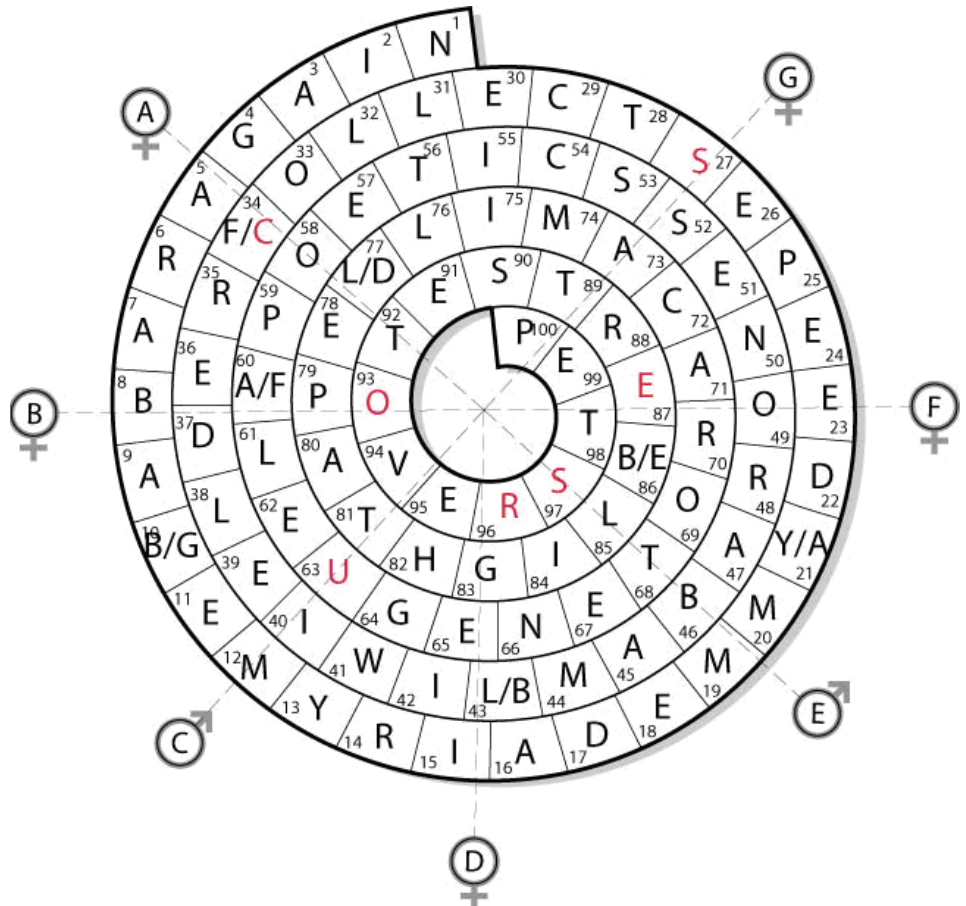 1 N
2 I
3 A
4 G
5 A
6 R
7 A
8 B
9 A
10 B/G
11 E
12 M
13 Y
14 R
15 I
16 A
17 D
18 E
19 M
20 M
21 Y/A
22 D
23 E
24 E
25 P
26 E
27 S
28 T
29 C
30 E
31 L
32 L
33 O
34 F/C
35 R
36 E
37 D
38 L
39 E
40 I
41 W
42 I
43 L/B
44 M
45 A
46 B
47 A
48 R
49 O
50 N
51 E
52 S
53 S
54 C
55 I
56 T
57 E
58 O
59 P
60 A/F
61 L
62 E
63 U
64 G
65 E
66 N
67 E
68 T
69 O
70 R
71 A
72 C
73 A
74 M
75 I
76 L
77 L/D
78 E
79 P
80 A
81 T
82 H
83 G
84 I
85 L
86 B/E
87 E
88 R
89 T
90 S
91 E
92 T
93 O
94 V
95 E
96 R
97 S
98 T
99 E
100 P
A
B
C
D
E
F
G